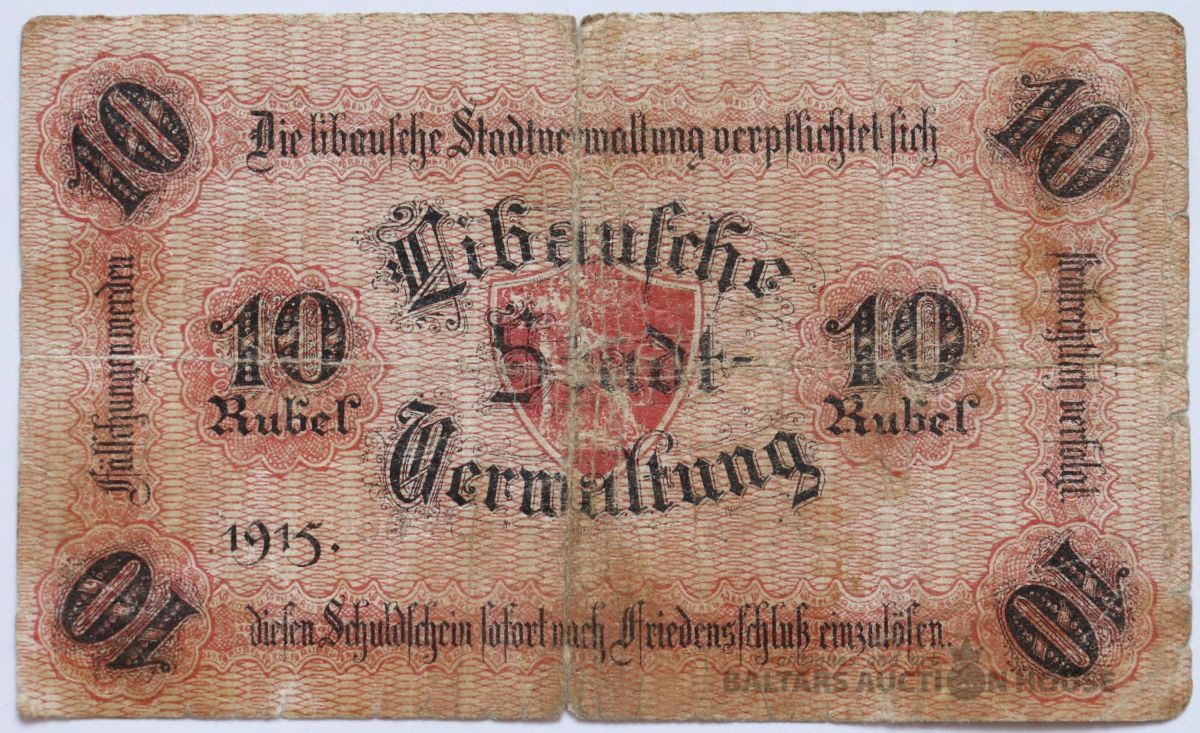 10
10
Die libausche Stadtverwaltung verpflichtet sich
Libausche
Stadt-
Verwaltung
10
Rubel
10
Rubel
Fälschungen werden
strafrechtlich verfolgt
1915.
10
10
diesen Schuldschein sofort nach Friedensschluß einzulösen.
BALTARS AUCTION HOUSE